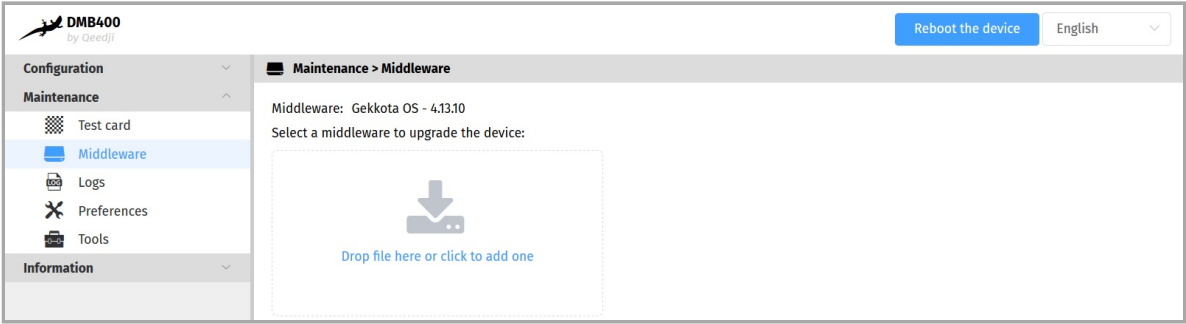 DMB400
by Qeedji
Reboot the device
English
Configuration
Maintenance
Test card
Middleware
LOG
Logs
Preferences
Tools
Information
Maintenance > Middleware
Middleware: Gekkota OS - 4.13.10
Select a middleware to upgrade the device:
Drop file here or click to add one